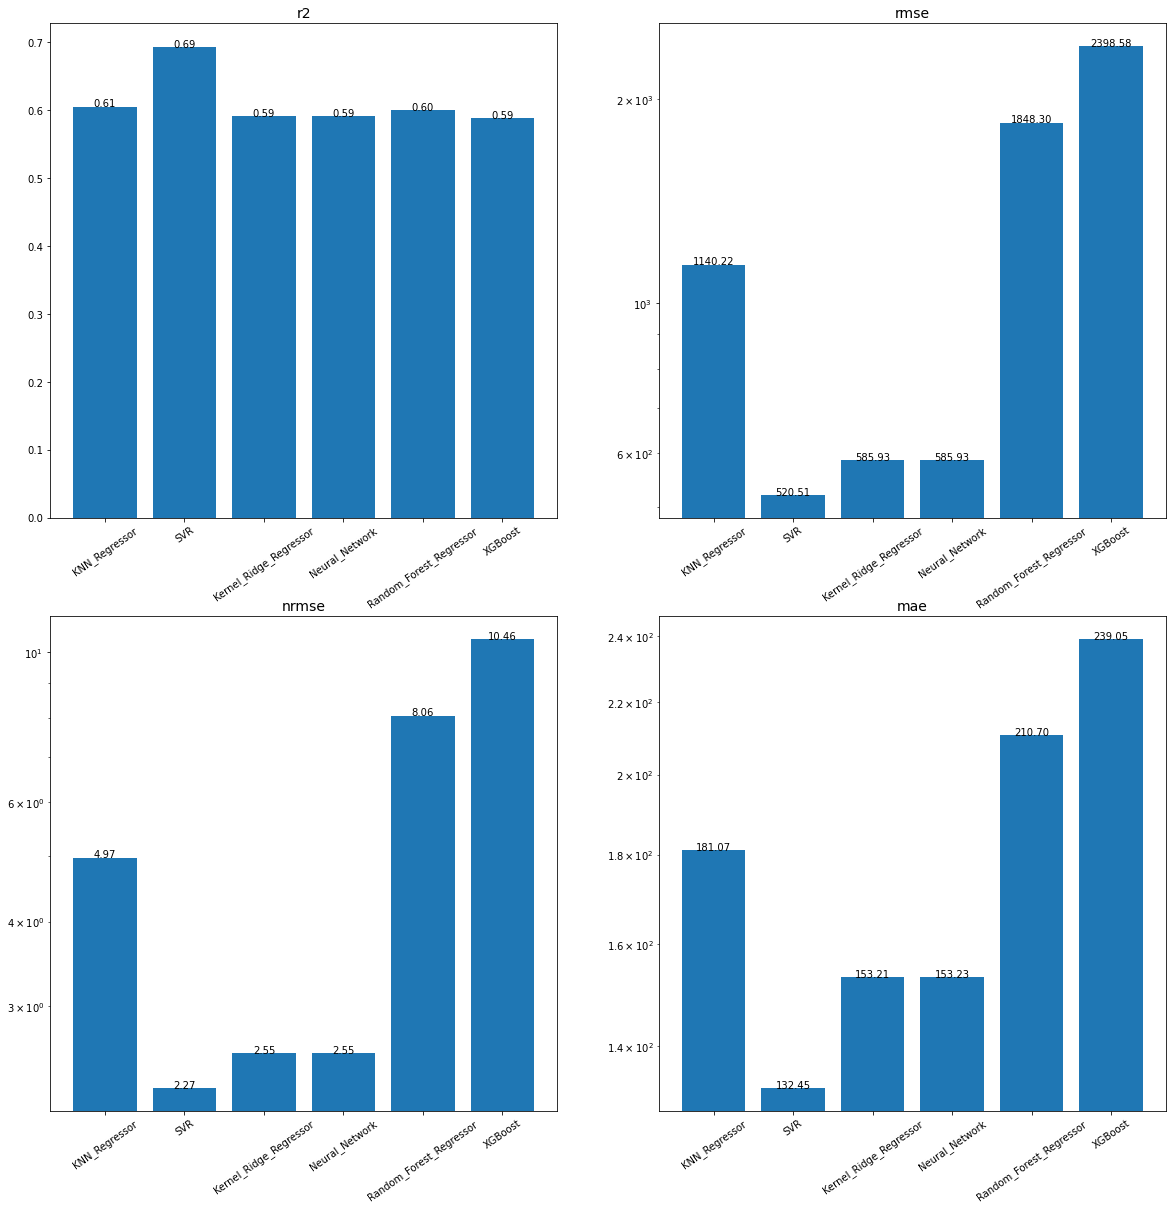 r2
0.7
0.6
0.5
0.4
0.3
0.2
0.1
0.0
0.61
0.69
0.59
0.59
0.60
0.59
KNN_Regressor
SVR
Kernel_Ridge_Regressor
Neural_Network
Random_Forest_Regressor
XGBoost
rmse
2 × 10³
10³
6 × 10²
1140.22
520.51
585.93
585.93
1848.30
2398.58
KNN_Regressor
SVR
Kernel_Ridge_Regressor
Neural_Network
Random_Forest_Regressor
XGBoost
nrmse
10¹
6 × 10⁰
4 × 10⁰
3 × 10⁰
4.97
2.27
2.55
2.55
8.06
10.46
KNN_Regressor
SVR
Kernel_Ridge_Regressor
Neural_Network
Random_Forest_Regressor
XGBoost
mae
2.4 × 10²
2.2 × 10²
2 × 10²
1.8 × 10²
1.6 × 10²
1.4 × 10²
181.07
132.45
153.21
153.23
210.70
239.05
KNN_Regressor
SVR
Kernel_Ridge_Regressor
Neural_Network
Random_Forest_Regressor
XGBoost